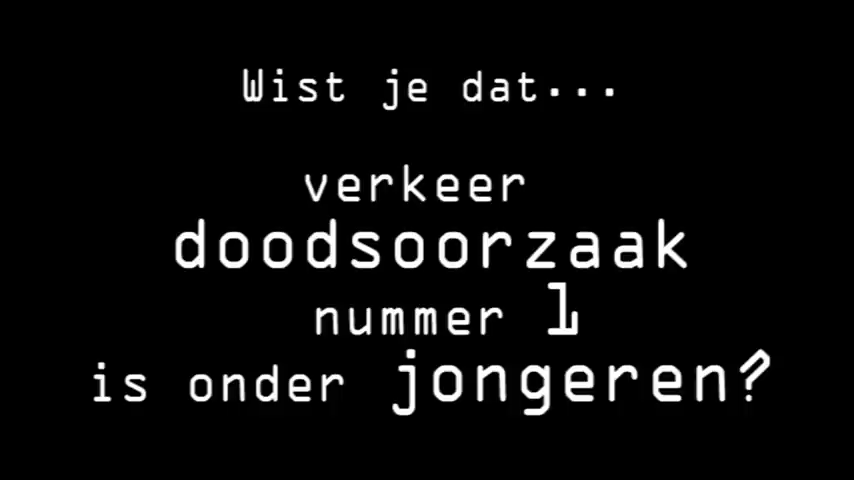 Wist je dat...
verkeer
doodsoorzaak
nummer 1
is onder jongeren?